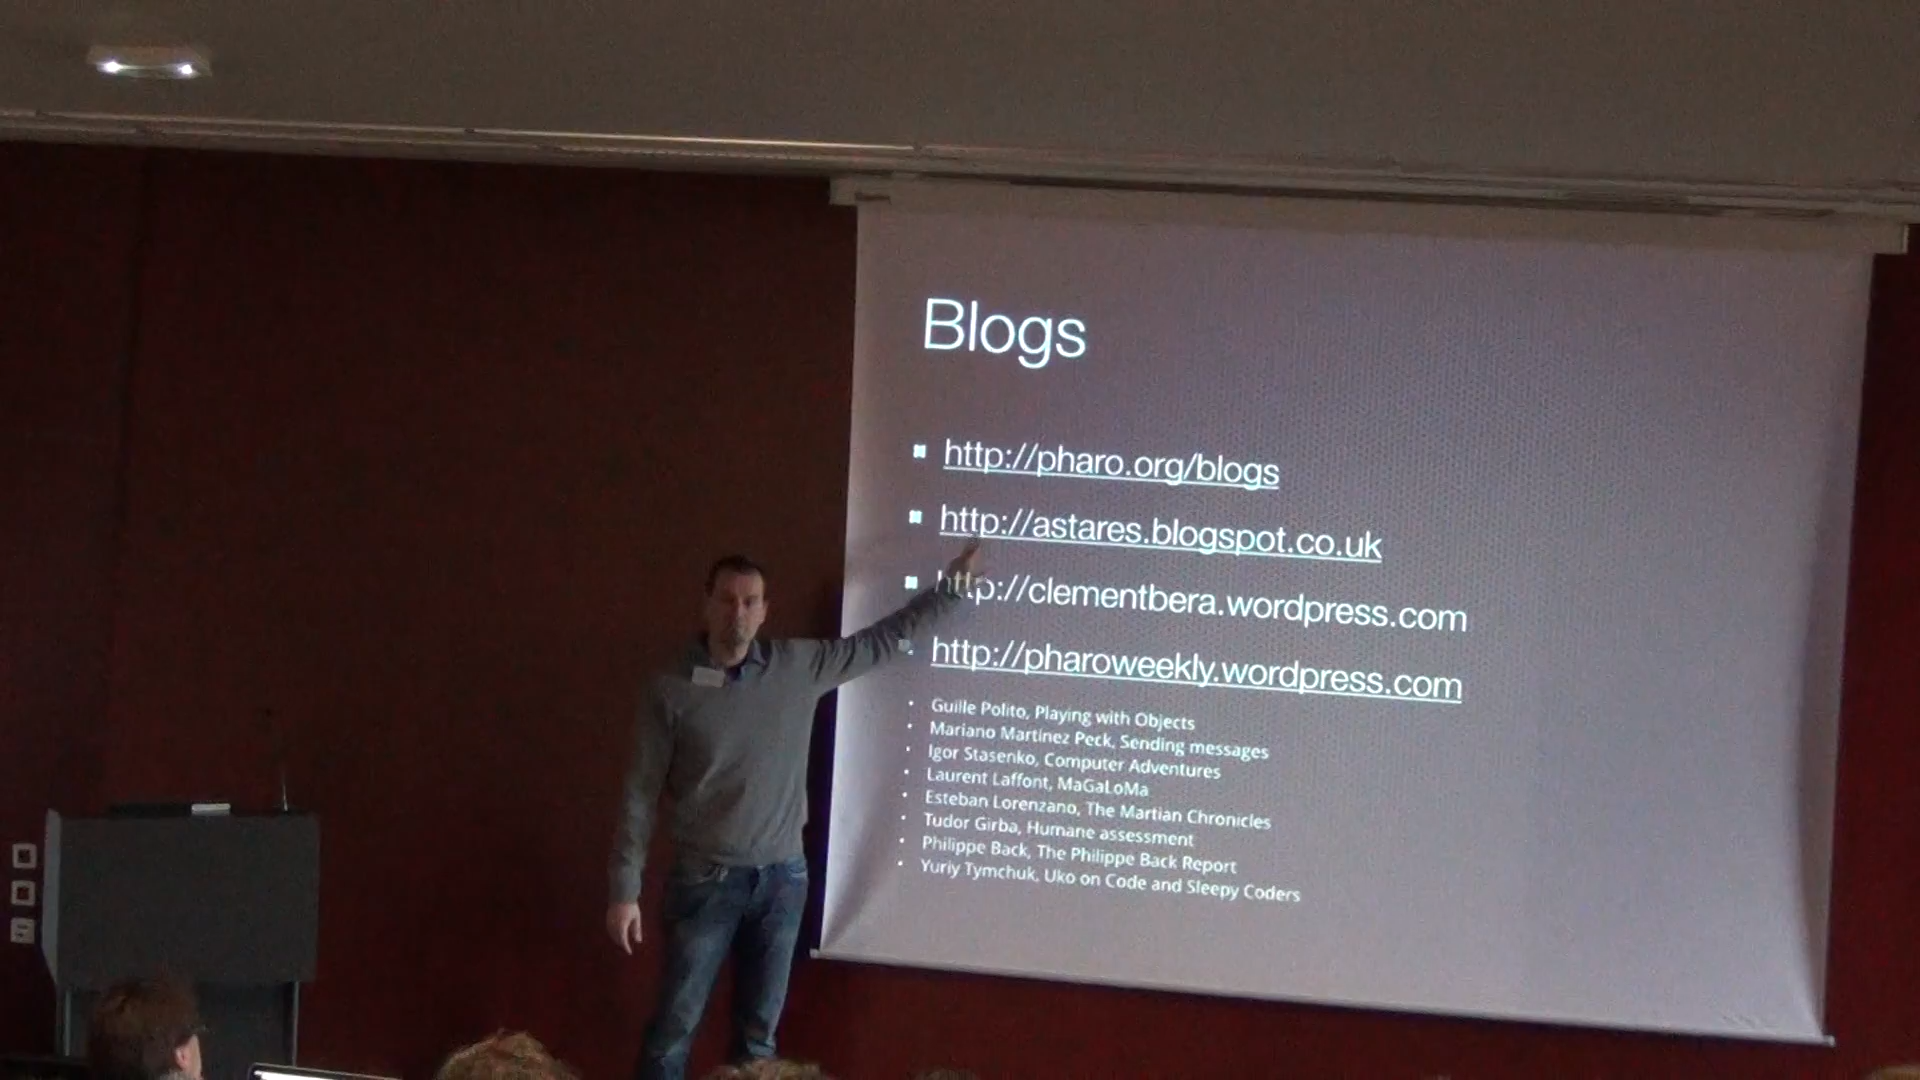 Blogs
http://pharo.org/blogs
http://astares.blogspot.co.uk
http://clementbera.wordpress.com
http://pharoweekly.wordpress.com
Guille Polito, Playing with Objects
Mariano Martinez Peck, Sending messages
Igor Stasenko, Computer Adventures
Laurent Laffont, MaGaLoMa
Esteban Lorenzano, The Martian Chronicles
Tudor Girba, Humane assessment
Philippe Back, The Philippe Back Report
Yuriy Tymchuk, Uko on Code and Sleepy Coders